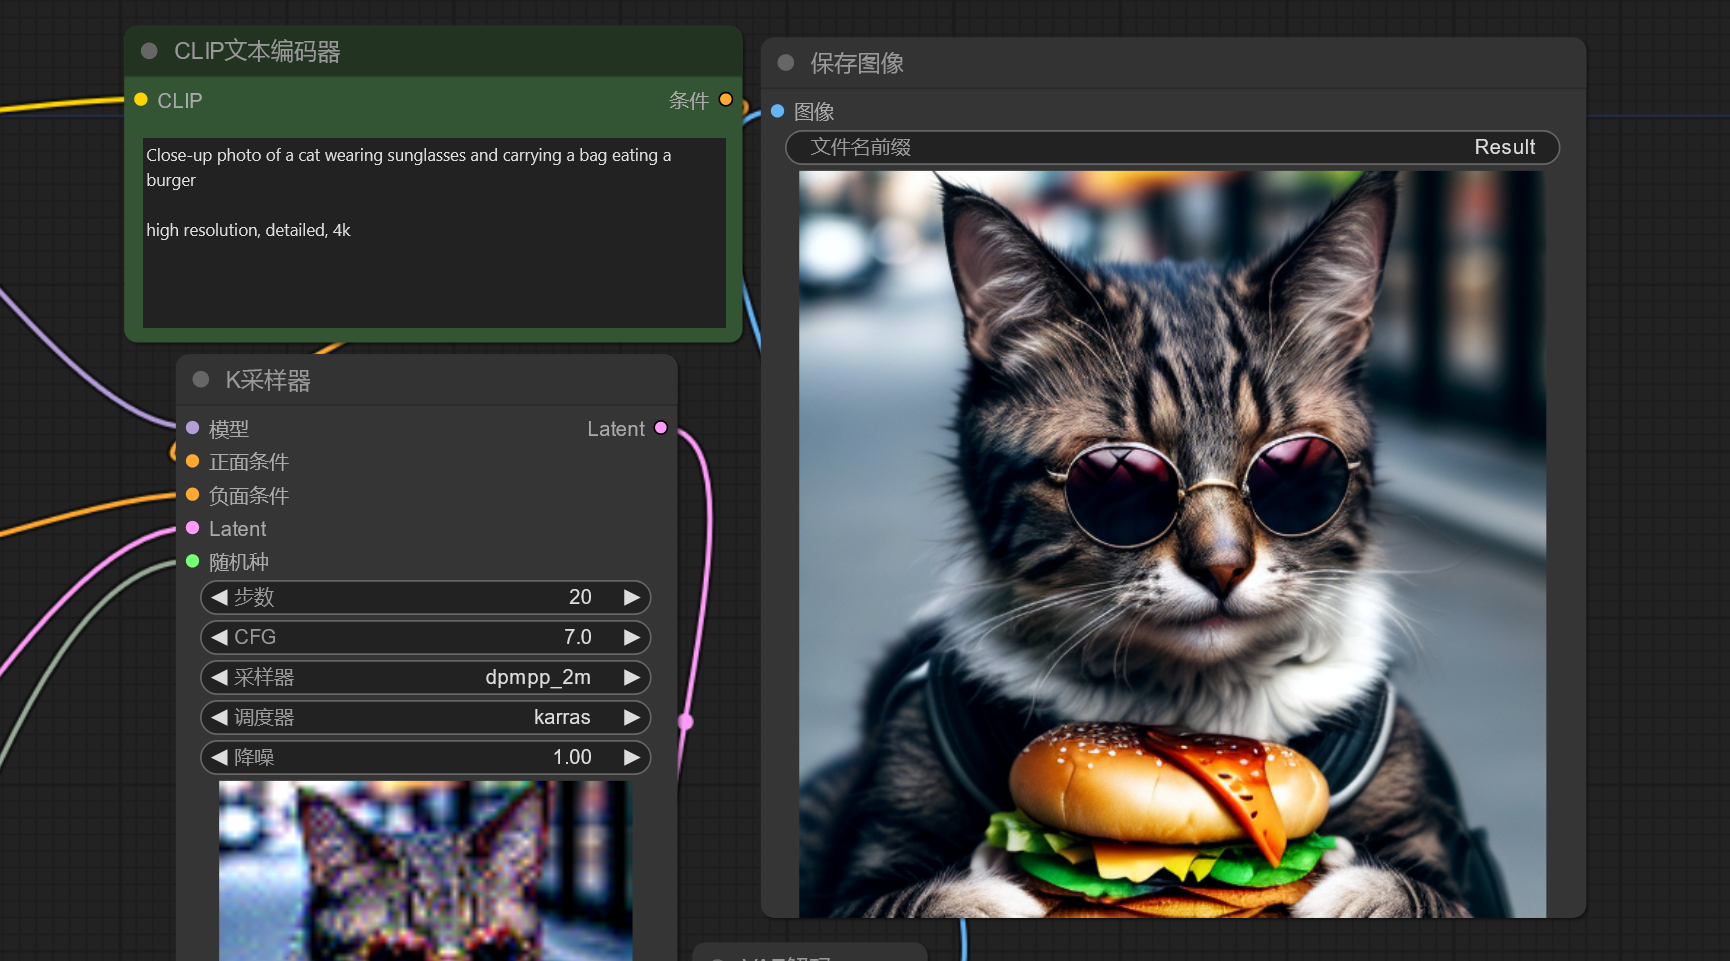 CLIP文本编码器
CLIP
条件
Close-up photo of a cat wearing sunglasses and carrying a bag eating a
burger
high resolution, detailed, 4k
K采样器
模型
Latent
正面条件
负面条件
Latent
随机种
步数 20
CFG 7.0
采样器 dpmpp_2m
调度器 karras
降噪 1.00
保存图像
图像
文件名前缀 Result